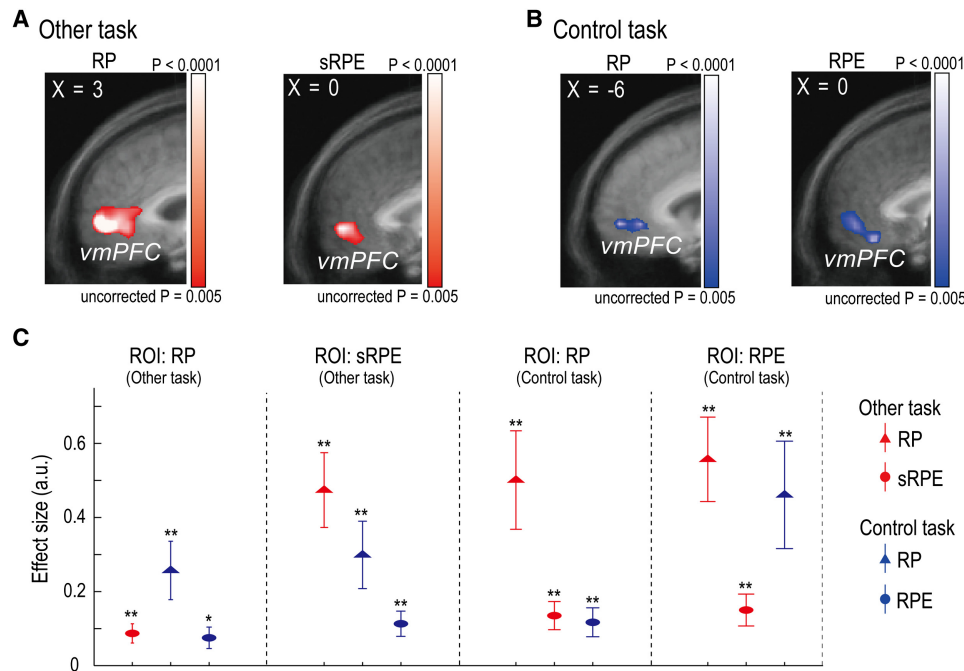 A Other task
RP
P < 0.0001
X = 3
vmPFC
uncorrected P = 0.005
sRPE
P < 0.0001
X = 0
vmPFC
uncorrected P = 0.005
B Control task
RP
P < 0.0001
X = -6
vmPFC
uncorrected P = 0.005
RPE
P < 0.0001
X = 0
vmPFC
uncorrected P = 0.005
C
ROI: RP
(Other task)
ROI: sRPE
(Other task)
ROI: RP
(Control task)
ROI: RPE
(Control task)
Effect size (a.u.)
0.6
0.4
0.2
0
**
**
*
**
**
**
**
**
**
**
**
**
Other task
RP
sRPE
Control task
RP
RPE